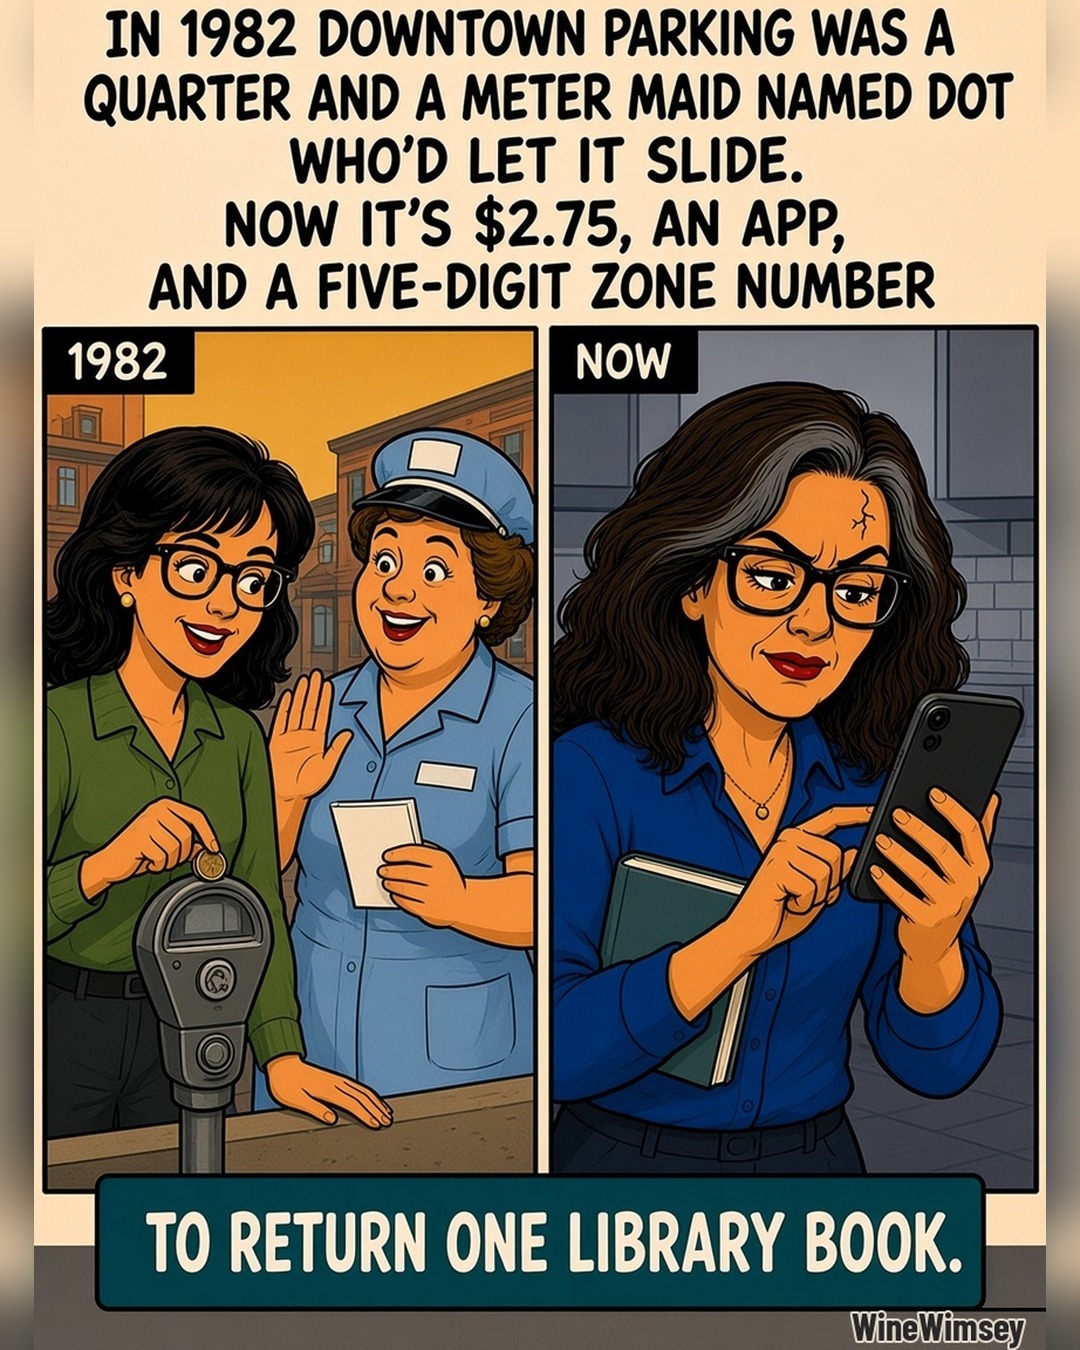 IN 1982 DOWNTOWN PARKING WAS A
QUARTER AND A METER MAID NAMED DOT
WHO'D LET IT SLIDE.
NOW IT'S $2.75, AN APP,
AND A FIVE-DIGIT ZONE NUMBER
1982
NOW
TO RETURN ONE LIBRARY BOOK.
WineWimsey